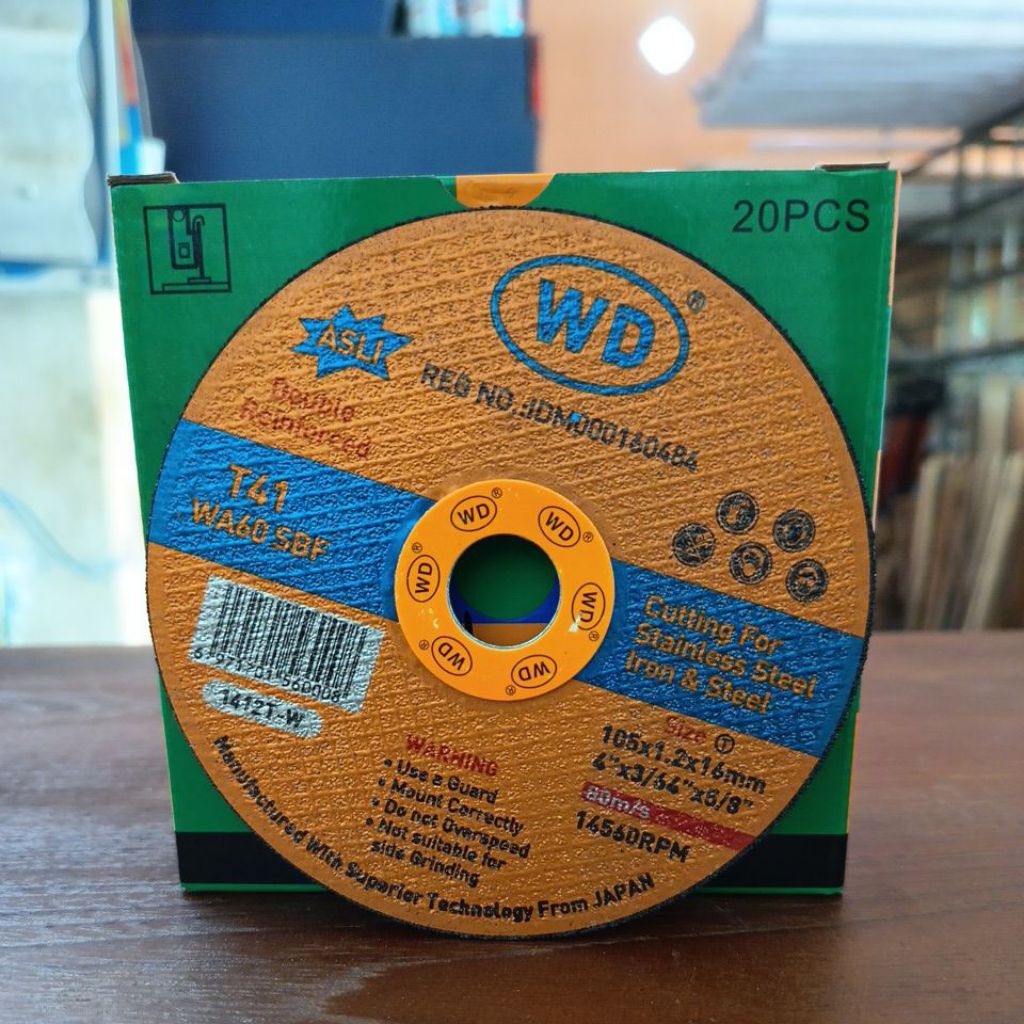 20PCS
WD®
ASLI
REG NO.:IDM000160484
Double
Reinforced
T41
WA60 SBF
WD® WD® WD® WD® WD® WD®
Cutting For
Stainless Steel
Iron & Steel
1412T-W
Size T
105x1.2x16mm
4"x3/64"x5/8"
80m/s
14560RPM
WARNING
• Use a Guard
• Mount Correctly
• Do not Overspeed
• Not suitable for
side Grinding
Manufactured With Superior Technology From JAPAN